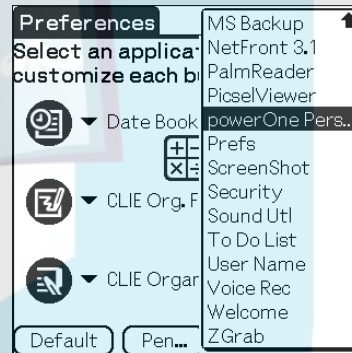 Preferences
Select an applica
customize each b
Date Book
CLIE Org. F
CLIE Organ
Default
Pen...
MS Backup
NetFront 3.1
PalmReader
PicselViewer
powerOne Pers...
Prefs
ScreenShot
Security
Sound Utl
To Do List
User Name
Voice Rec
Welcome
ZGrab